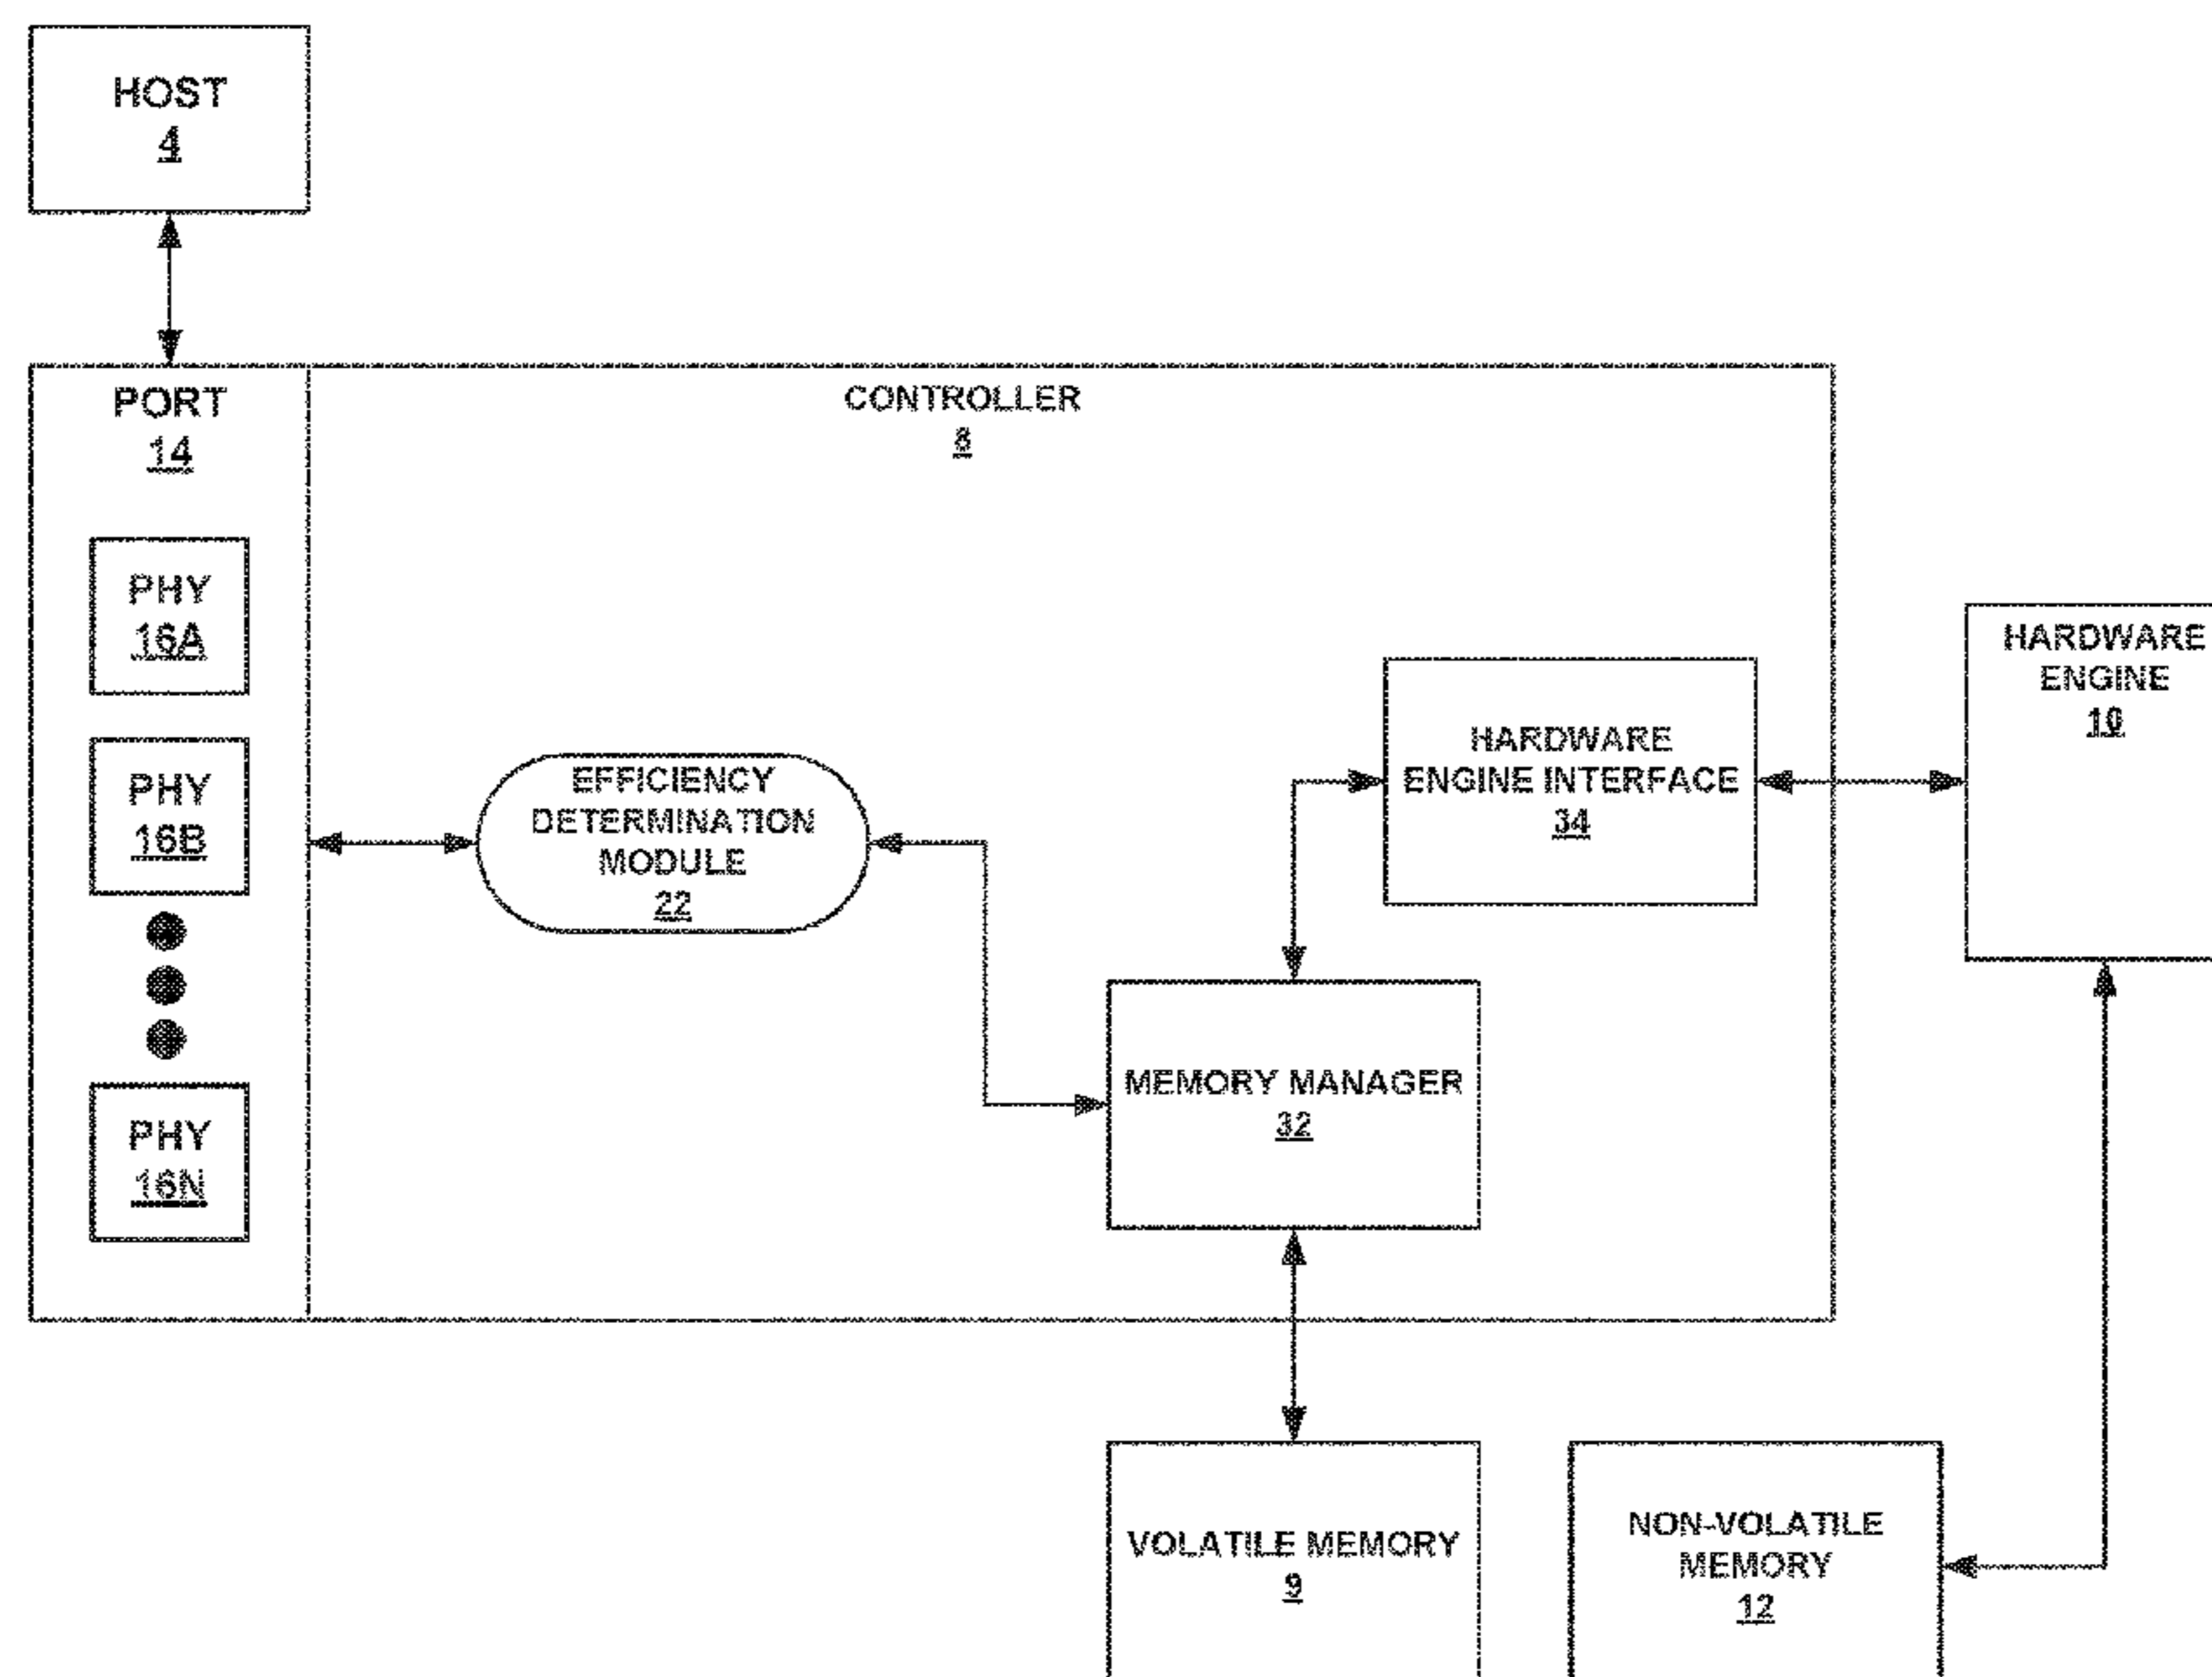 HOST
4
PORT
14
CONTROLLER
8
PHY
16A
PHY
16B
PHY
16N
EFFICIENCY
DETERMINATION
MODULE
22
HARDWARE
ENGINE INTERFACE
34
HARDWARE
ENGINE
10
MEMORY MANAGER
32
VOLATILE MEMORY
9
NON-VOLATILE
MEMORY
12